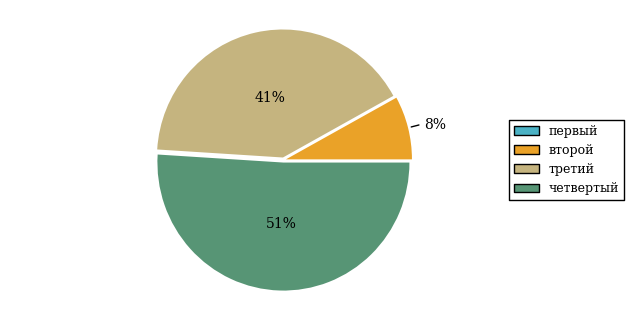 41%
8%
51%
первый
второй
третий
четвертый